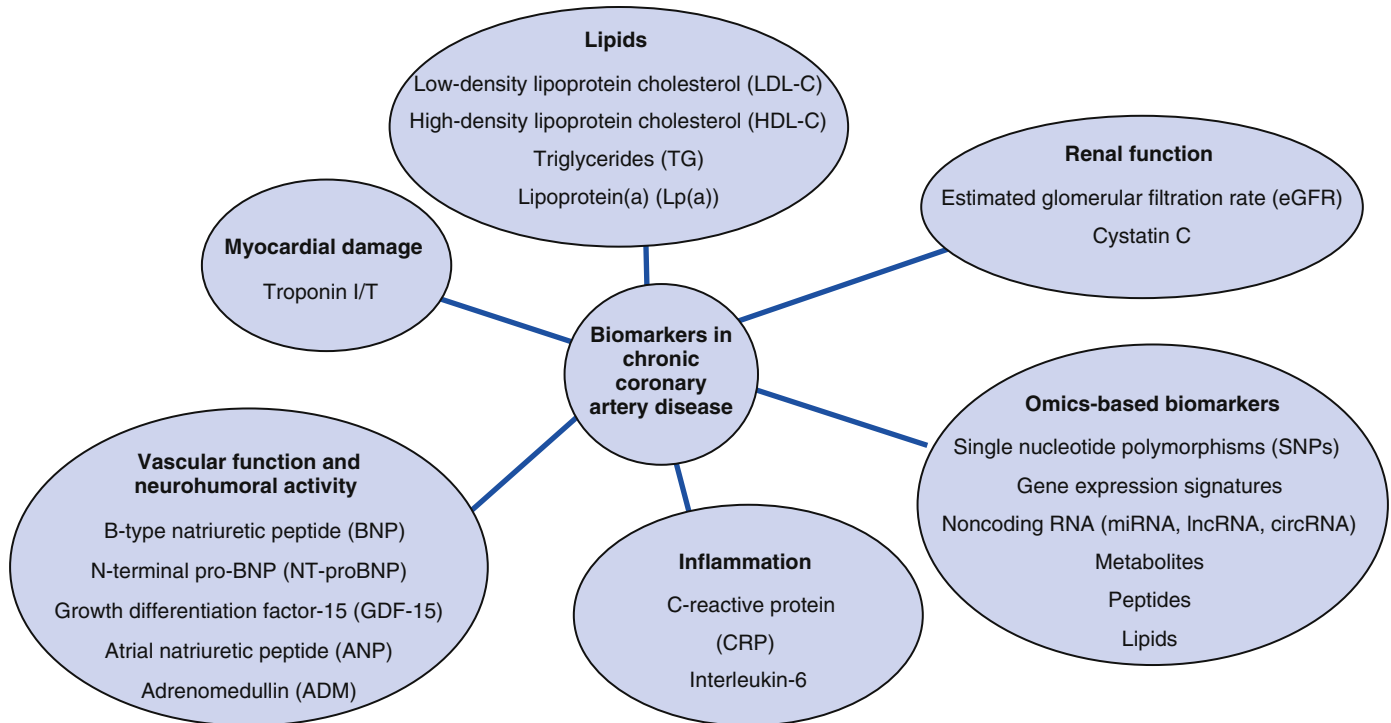 Lipids
Low-density lipoprotein cholesterol (LDL-C)
High-density lipoprotein cholesterol (HDL-C)
Triglycerides (TG)
Lipoprotein(a) (Lp(a))
Renal function
Estimated glomerular filtration rate (eGFR)
Cystatin C
Myocardial damage
Troponin I/T
Biomarkers in
chronic
coronary
artery disease
Omics-based biomarkers
Single nucleotide polymorphisms (SNPs)
Gene expression signatures
Noncoding RNA (miRNA, lncRNA, circRNA)
Metabolites
Peptides
Lipids
Vascular function and
neurohumoral activity
B-type natriuretic peptide (BNP)
N-terminal pro-BNP (NT-proBNP)
Growth differentiation factor-15 (GDF-15)
Atrial natriuretic peptide (ANP)
Adrenomedullin (ADM)
Inflammation
C-reactive protein
(CRP)
Interleukin-6